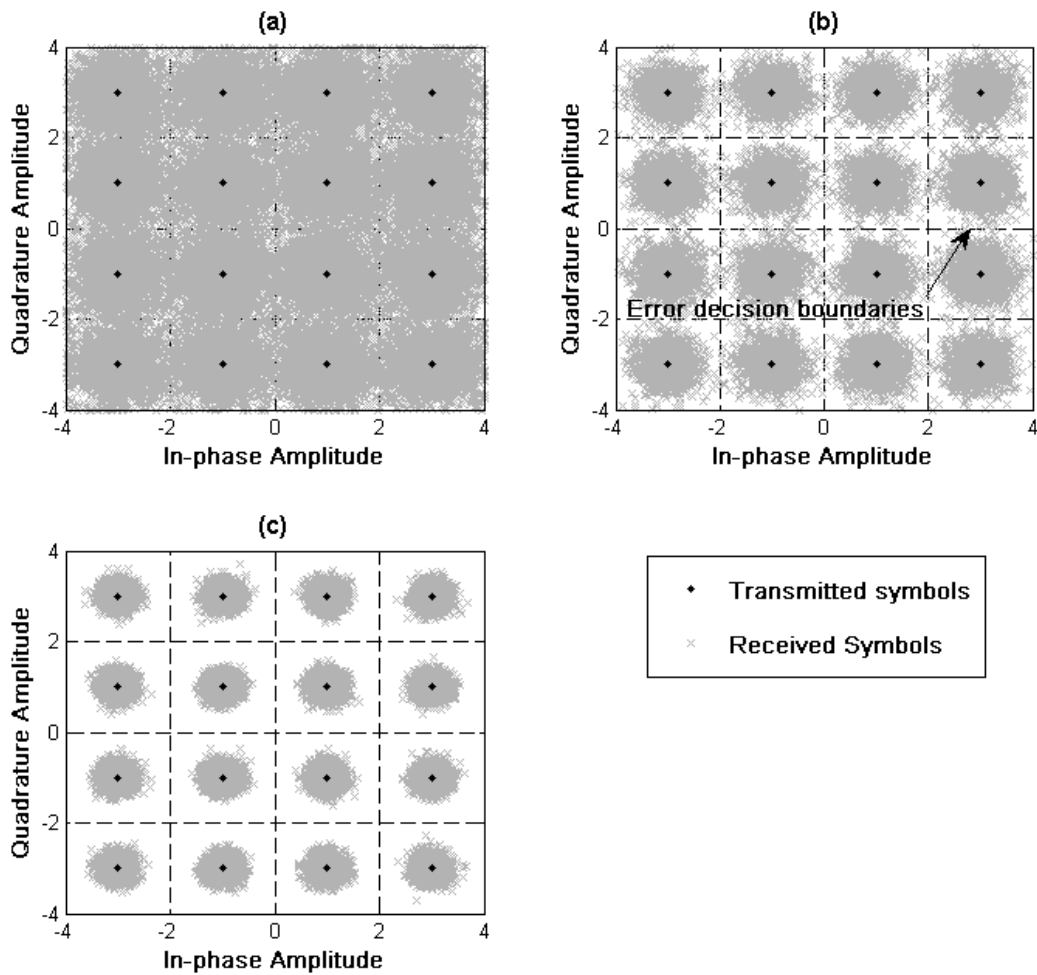 (a)
4
2
0
-2
-4
-4 -2 0 2 4
Quadrature Amplitude
In-phase Amplitude
(b)
4
2
0
-2
-4
-4 -2 0 2 4
Quadrature Amplitude
In-phase Amplitude
Error decision boundaries
(c)
4
2
0
-2
-4
-4 -2 0 2 4
Quadrature Amplitude
In-phase Amplitude
Transmitted symbols
Received Symbols